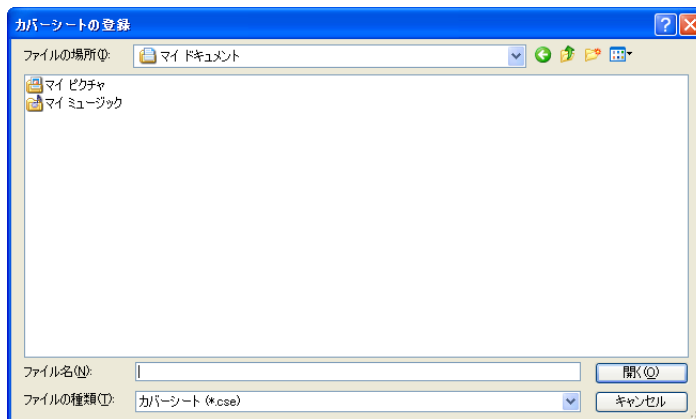 カバーシートの登録
ファイルの場所(I):
マイ ドキュメント
マイ ピクチャ
マイ ミュージック
ファイル名(N):
開く(O)
ファイルの種類(T):
カバーシート (*.cse)
キャンセル